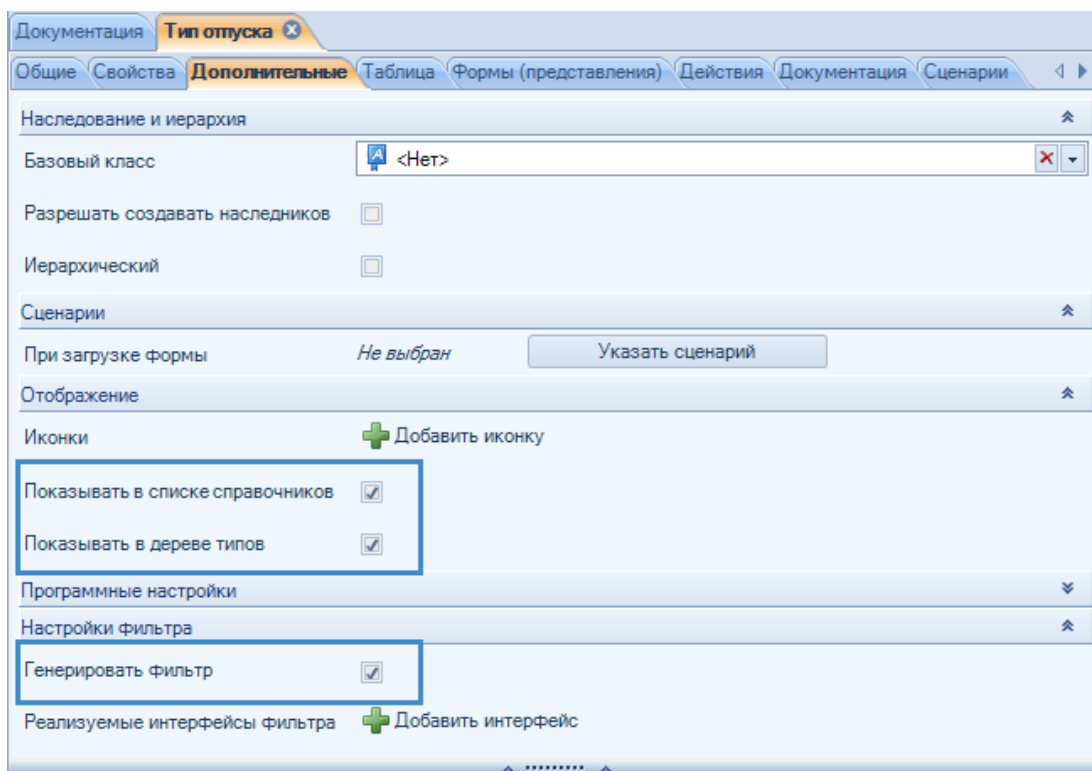 Документация Тип отпуска
Общие Свойства Дополнительные Таблица Формы (представления) Действия Документация Сценарии
Наследование и иерархия
Базовый класс <Нет>
Разрешать создавать наследников
Иерархический
Сценарии
При загрузке формы Не выбран Указать сценарий
Отображение
Иконки Добавить иконку
Показывать в списке справочников
Показывать в дереве типов
Программные настройки
Настройки фильтра
Генерировать фильтр
Реализуемые интерфейсы фильтра Добавить интерфейс